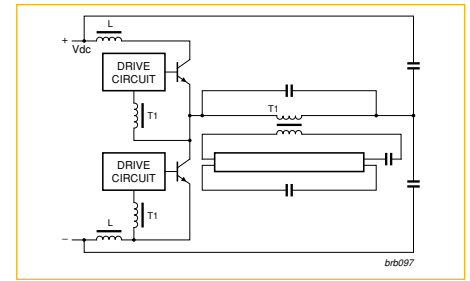 L
+
Vdc
DRIVE
CIRCUIT
T1
T1
DRIVE
CIRCUIT
T1
L
−
brb097